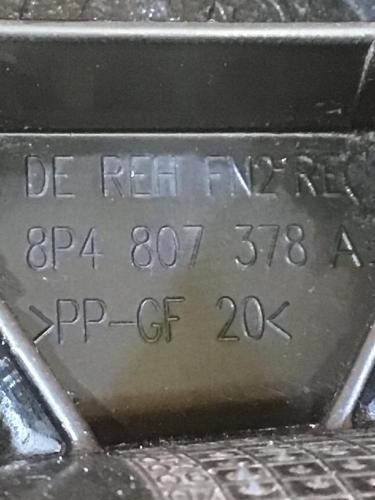 DE REH FN2 REC
8P4 807 378 A
>PP-GF 20<